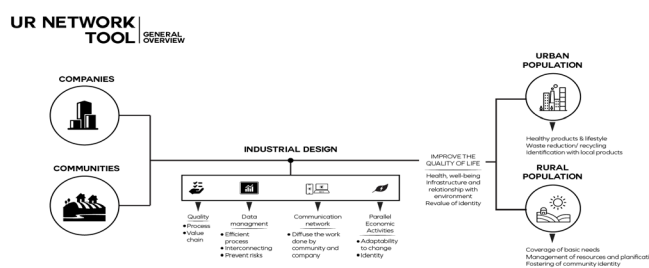 UR NETWORK
TOOL
GENERAL
OVERVIEW
COMPANIES
COMMUNITIES
INDUSTRIAL DESIGN
Quality
Process
Value
chain
Data
managment
Efficient
process
Interconnecting
Prevent risks
Communication
network
Diffuse the work
done by
community and
company
Parallel
Economic
Activities
Adaptability
to change
Identity
IMPROVE THE
QUALITY OF LIFE
Health, well-being
Infrastructure and
relationship with
environment
Revalue of identity
URBAN
POPULATION
Healthy products & lifestyle
Waste reduction/ recycling
Identification with local products
RURAL
POPULATION
Coverage of basic needs
Management of resources and planificati
Fostering of community identity